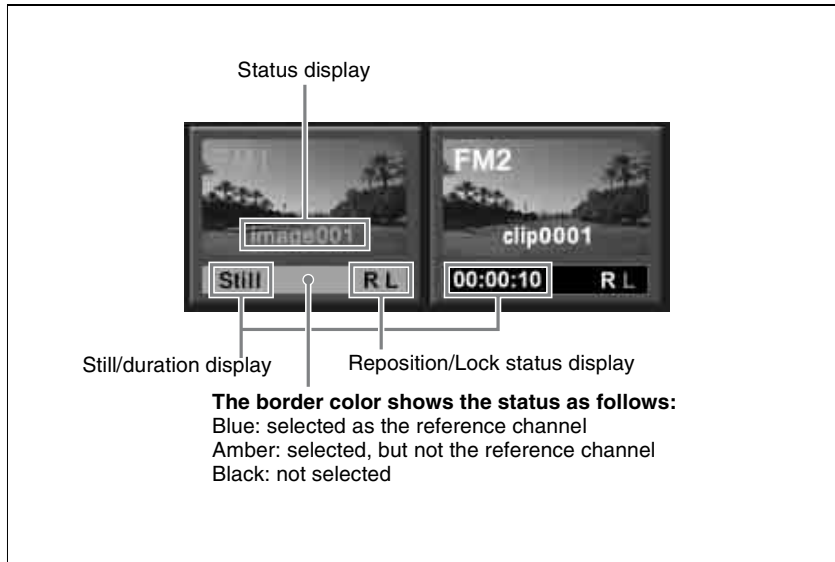 Status display
FM1
FM2
image001
clip0001
Still
R L
00:00:10
R L
Still/duration display
Reposition/Lock status display
The border color shows the status as follows:
Blue: selected as the reference channel
Amber: selected, but not the reference channel
Black: not selected